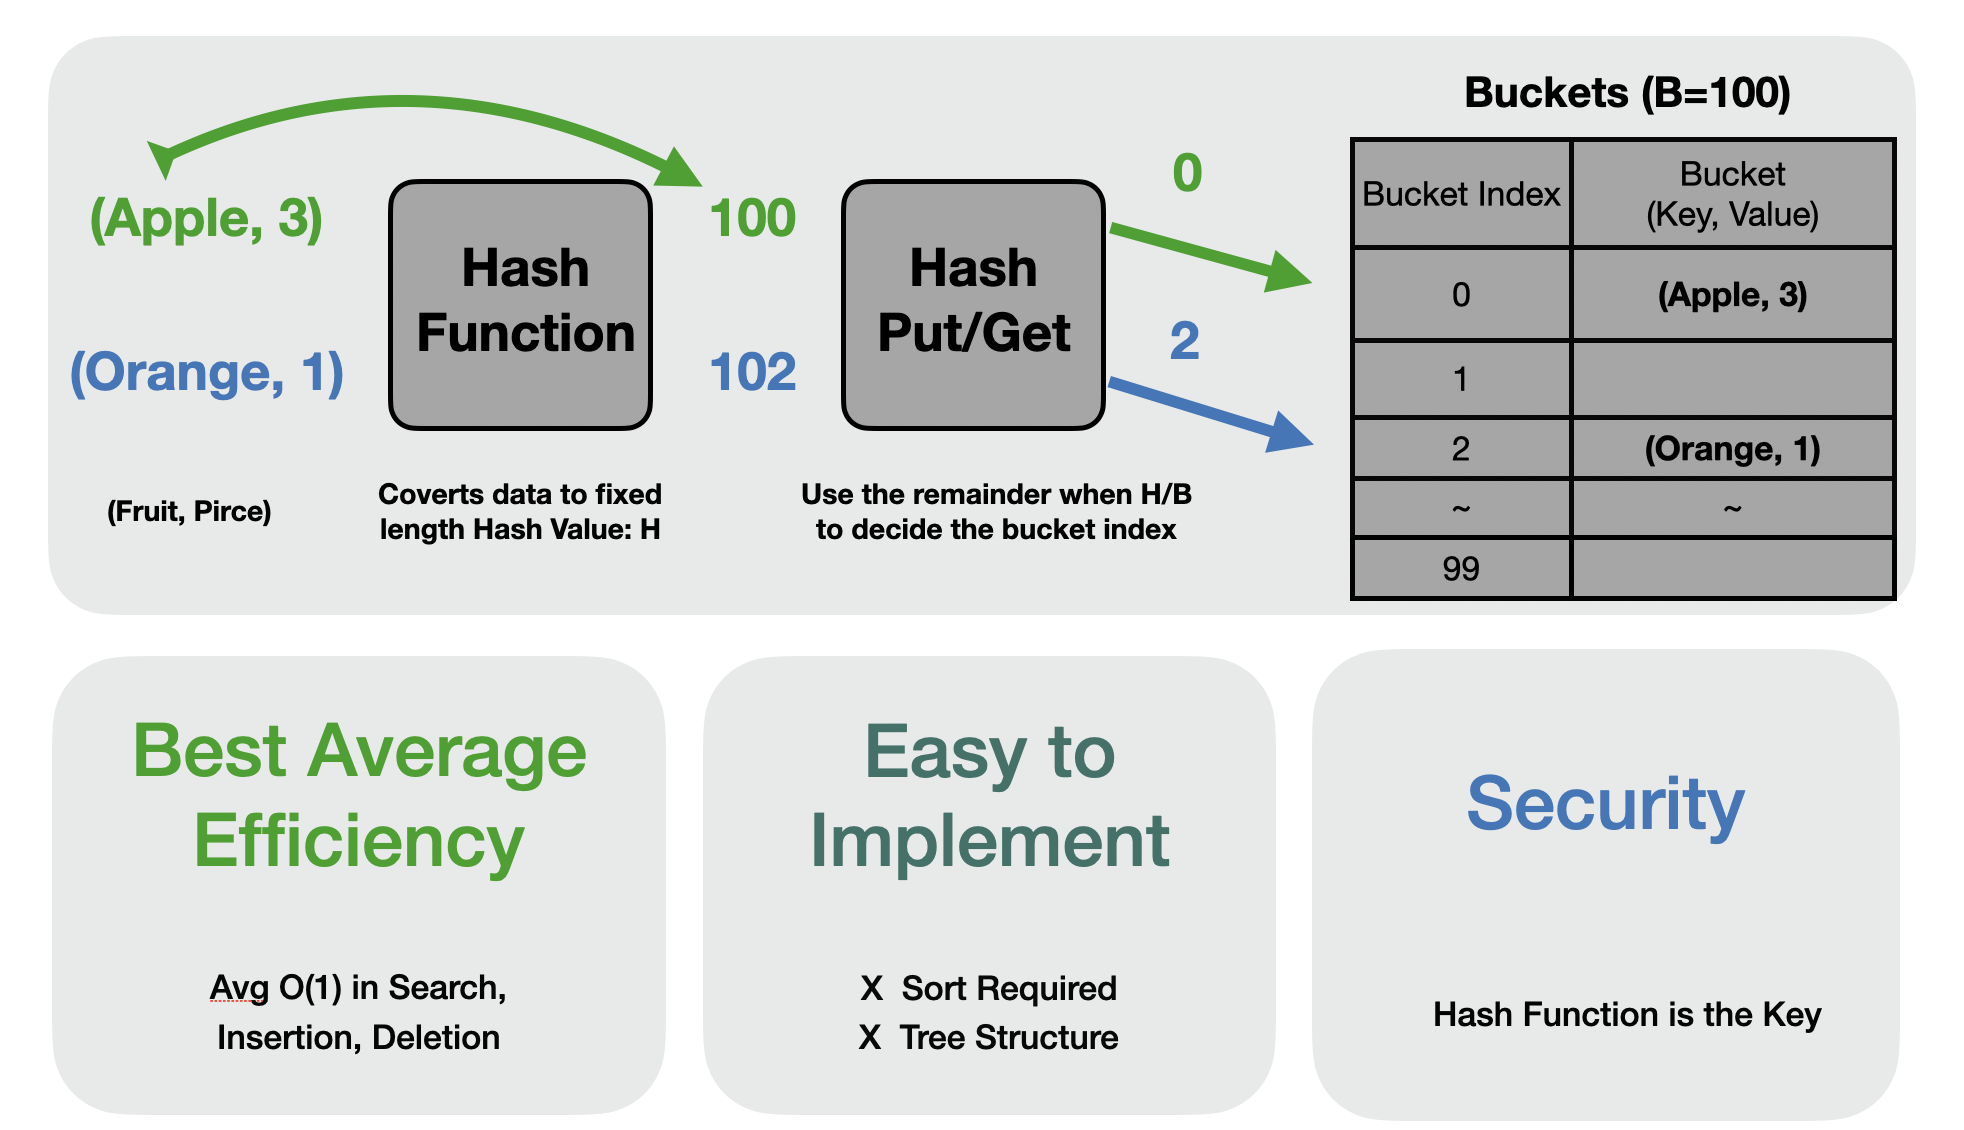 Buckets (B=100)
(Apple, 3)
(Orange, 1)
(Fruit, Pirce)
Hash
Function
Coverts data to fixed
length Hash Value: H
100
102
Hash
Put/Get
Use the remainder when H/B
to decide the bucket index
0
2
Bucket Index
Bucket
(Key, Value)
0
(Apple, 3)
1
2
(Orange, 1)
~
~
99
Best Average
Efficiency
Avg O(1) in Search,
Insertion, Deletion
Easy to
Implement
X Sort Required
X Tree Structure
Security
Hash Function is the Key